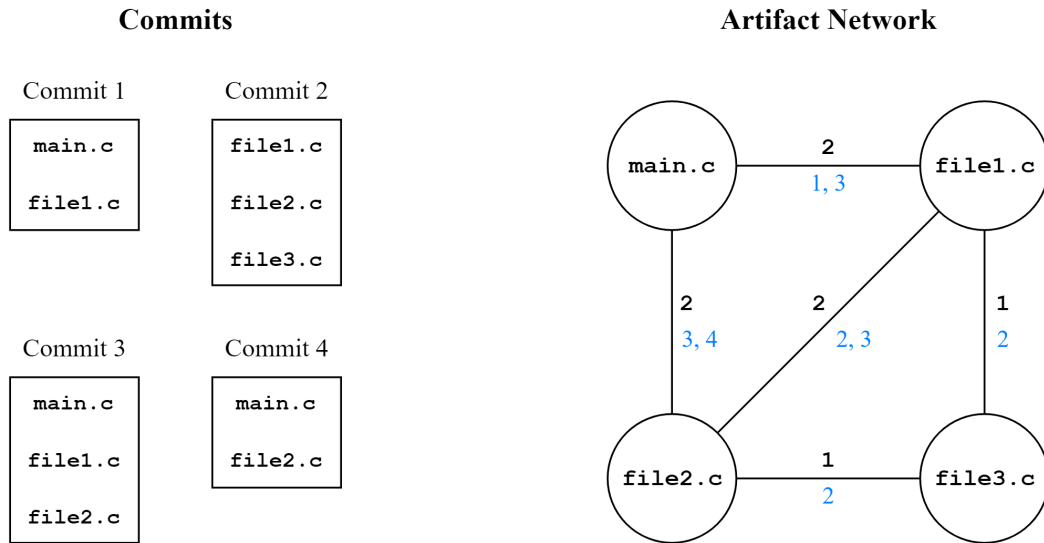 Commits
Artifact Network
Commit 1
main.c
file1.c
Commit 2
file1.c
file2.c
file3.c
Commit 3
main.c
file1.c
file2.c
Commit 4
main.c
file2.c
main.c
2
1, 3
file1.c
2
3, 4
2
2, 3
1
2
file2.c
1
2
file3.c